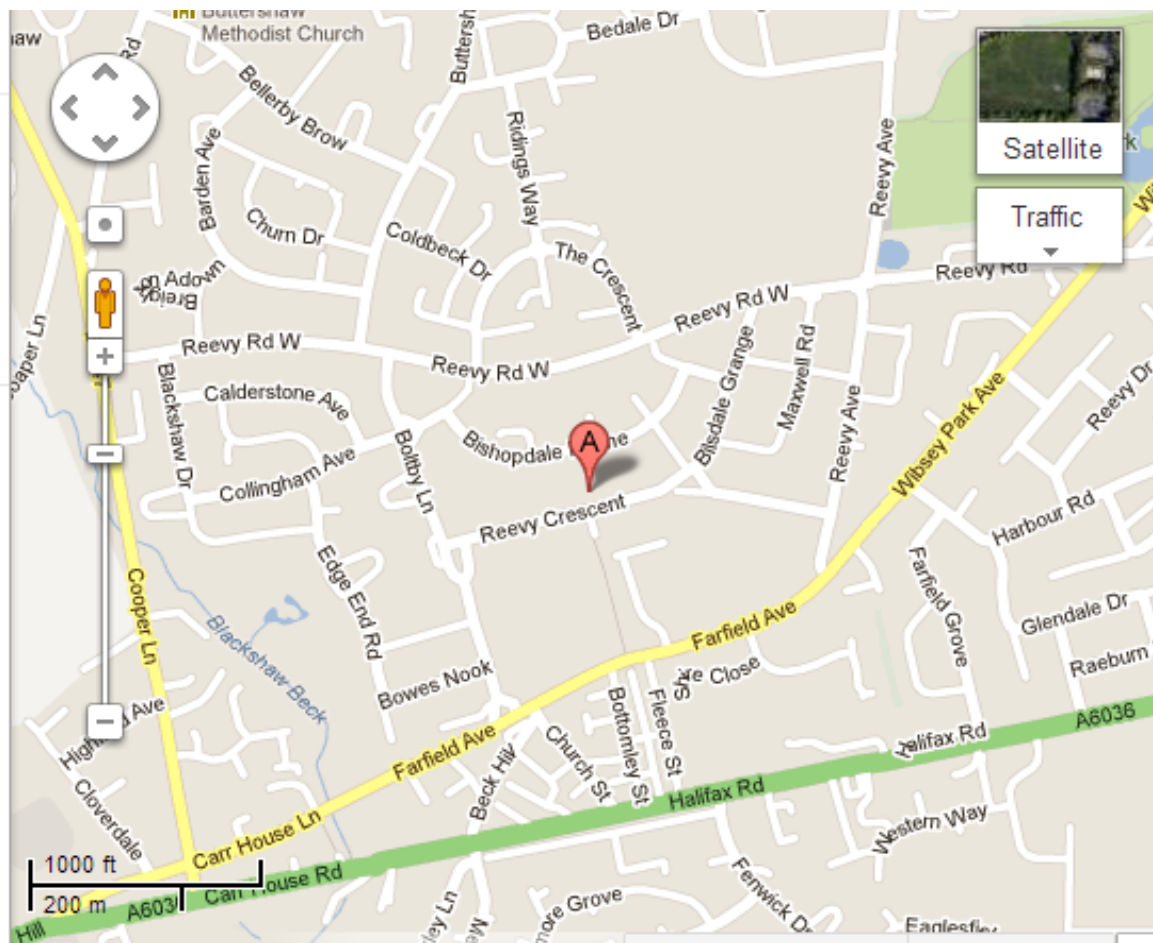 Buttershaw
Methodist Church
Bedale Dr
Bellerby Brow
Ridings Way
Reevy Ave
Satellite
Barden Ave
Traffic
Churn Dr
Coldbeck Dr
The Crescent
Reevy Rd
Reevy Rd W
Reevy Rd W
Reevy Rd W
Cooper Ln
Blackshaw Dr
Calderstone Ave
Bilsdale Grange
Maxwell Rd
Reevy Dr
Bishopdale
A
Boltby Ln
Reevy Ave
Wibsey Park Ave
Collingham Ave
Reevy Crescent
Harbour Rd
Edge End Rd
Farfield Grove
Cooper Ln
Blackshaw Beck
Farfield Ave
Glendale Dr
Raeburn
Bowes Nook
Close
Bottomley St
Fleece St
A6036
Halifax Rd
Farfield Ave
Church St
Beck Hill
Halifax Rd
Cloverdale
Western Way
Carr House Ln
1000 ft
200 m
Carr House Rd
Fenwick Dr
Hill